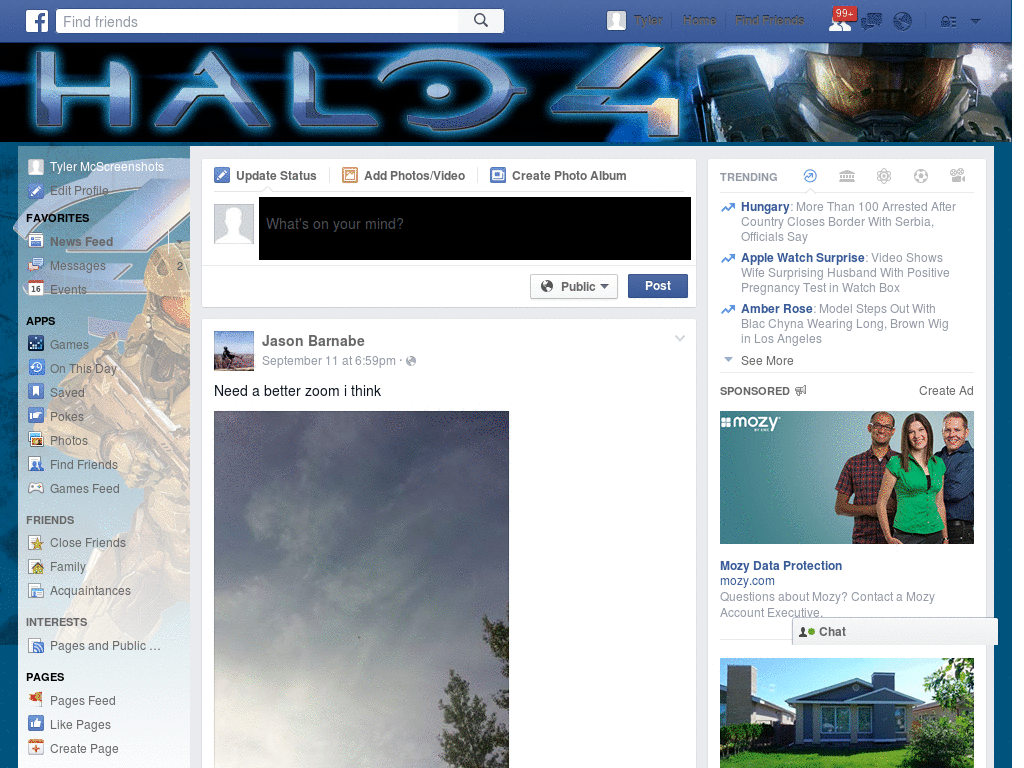 Find friends
Tyler
Home
Find Friends
99+
HALO 4
Tyler McScreenshots
Edit Profile
FAVORITES
News Feed
Messages 2
16 Events
APPS
Games
On This Day
Saved
Pokes
Photos
Find Friends
Games Feed
FRIENDS
Close Friends
Family
Acquaintances
INTERESTS
Pages and Public ...
PAGES
Pages Feed
Like Pages
Create Page
Update Status
Add Photos/Video
Create Photo Album
What's on your mind?
Public
Post
Jason Barnabe
September 11 at 6:59pm ·
Need a better zoom i think
TRENDING
Hungary: More Than 100 Arrested After
Country Closes Border With Serbia,
Officials Say
Apple Watch Surprise: Video Shows
Wife Surprising Husband With Positive
Pregnancy Test in Watch Box
Amber Rose: Model Steps Out With
Blac Chyna Wearing Long, Brown Wig
in Los Angeles
See More
SPONSORED
Create Ad
mozy
BY EMC
Mozy Data Protection
mozy.com
Questions about Mozy? Contact a Mozy
Account Executive.
Chat